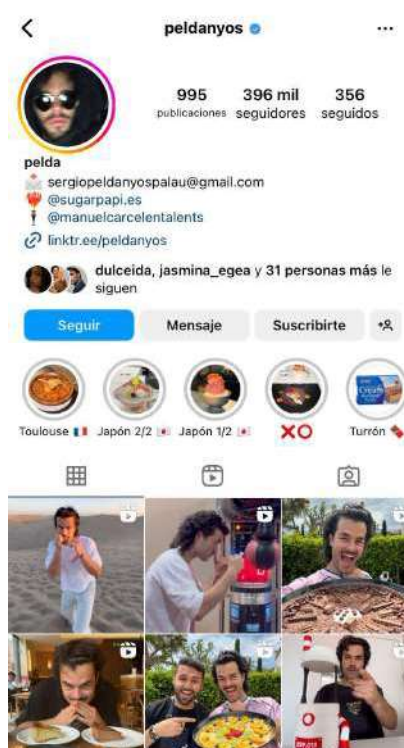 peldanyos
995 396 mil 356
publicaciones seguidores seguidos
pelda
sergiopeldanyospalau@gmail.com
@sugarpapi.es
@manuelcarcelentalents
linktr.ee/peldanyos
dulceida, jasmina_egea y 31 personas más le
siguen
Seguir Mensaje Suscribirte
Toulouse Japón 2/2 Japón 1/2 Turrón